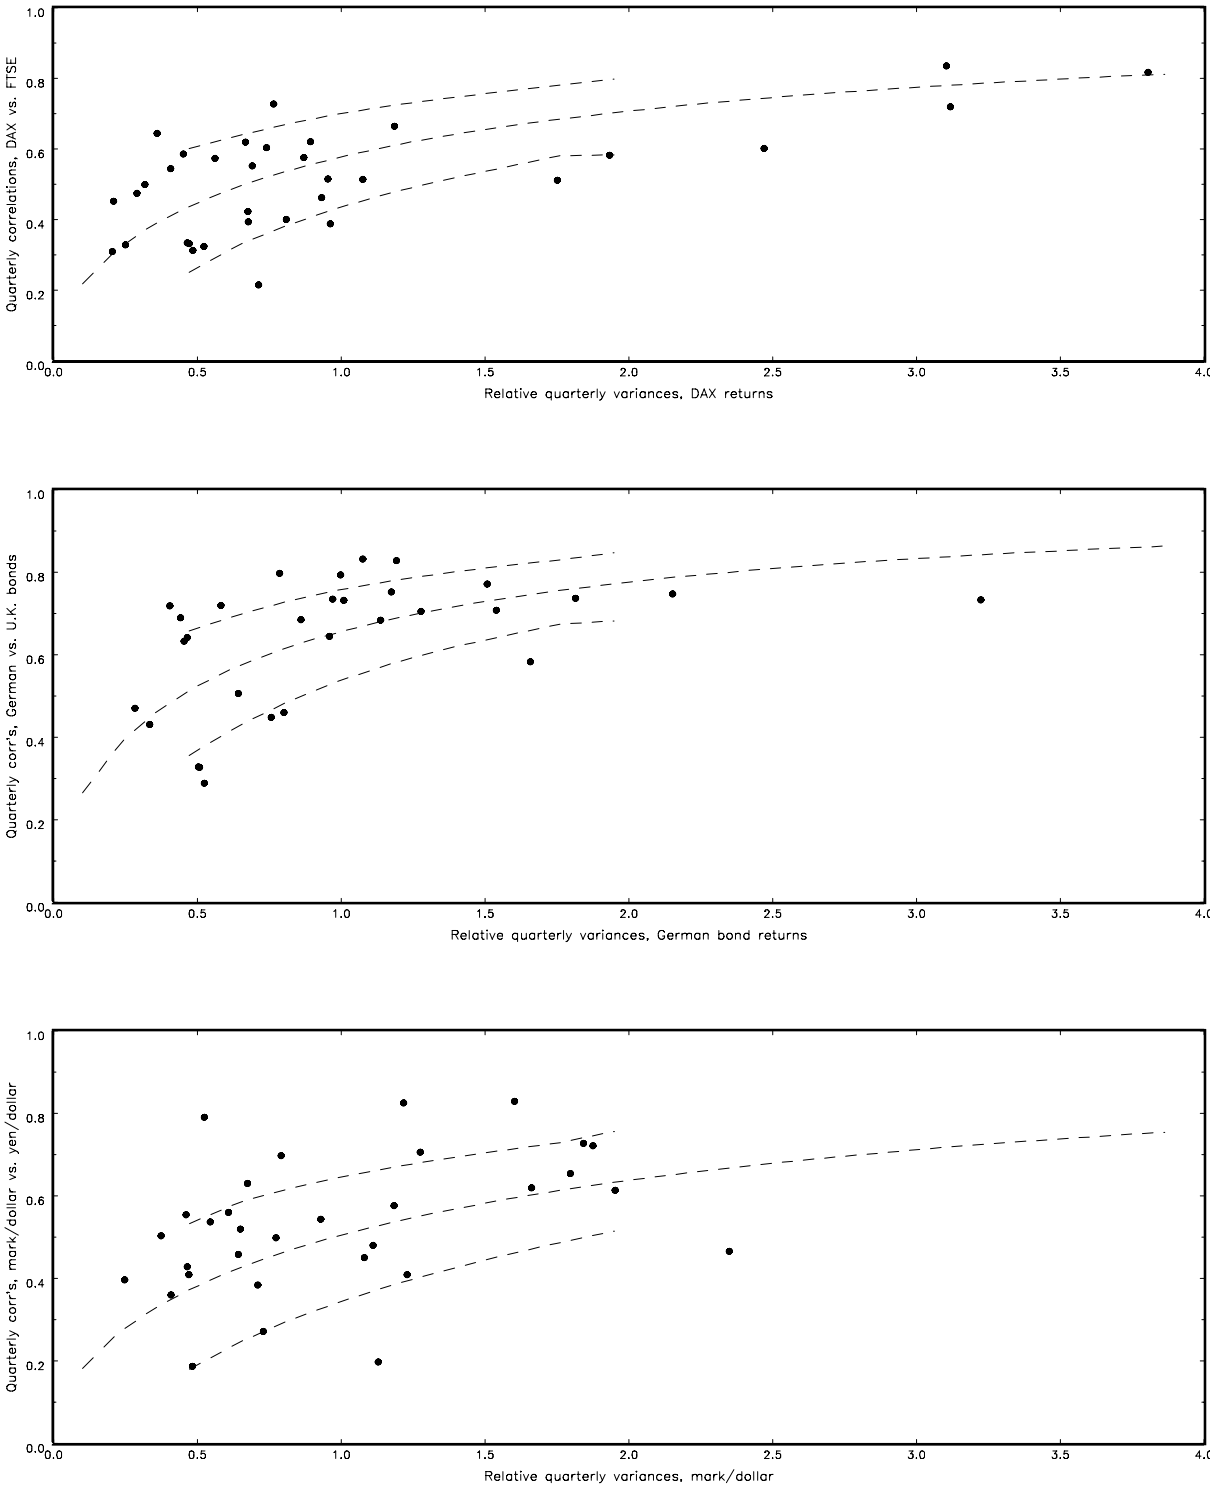 Quarterly correlations, DAX vs. FTSE
0.8
0.6
0.4
0.2
0.0
0.0 0.5 1.0 1.5 2.0 2.5 3.0 3.5 4.0
Relative quarterly variances, DAX returns
Quarterly corr's, German vs. U.K. bonds
1.0
0.8
0.6
0.4
0.2
0.0
0.0 0.5 1.0 1.5 2.0 2.5 3.0 3.5 4.0
Relative quarterly variances, German bond returns
Quarterly corr's, mark/dollar vs. yen/dollar
1.0
0.8
0.6
0.4
0.2
0.0
0.0 0.5 1.0 1.5 2.0 2.5 3.0 3.5 4.0
Relative quarterly variances, mark/dollar